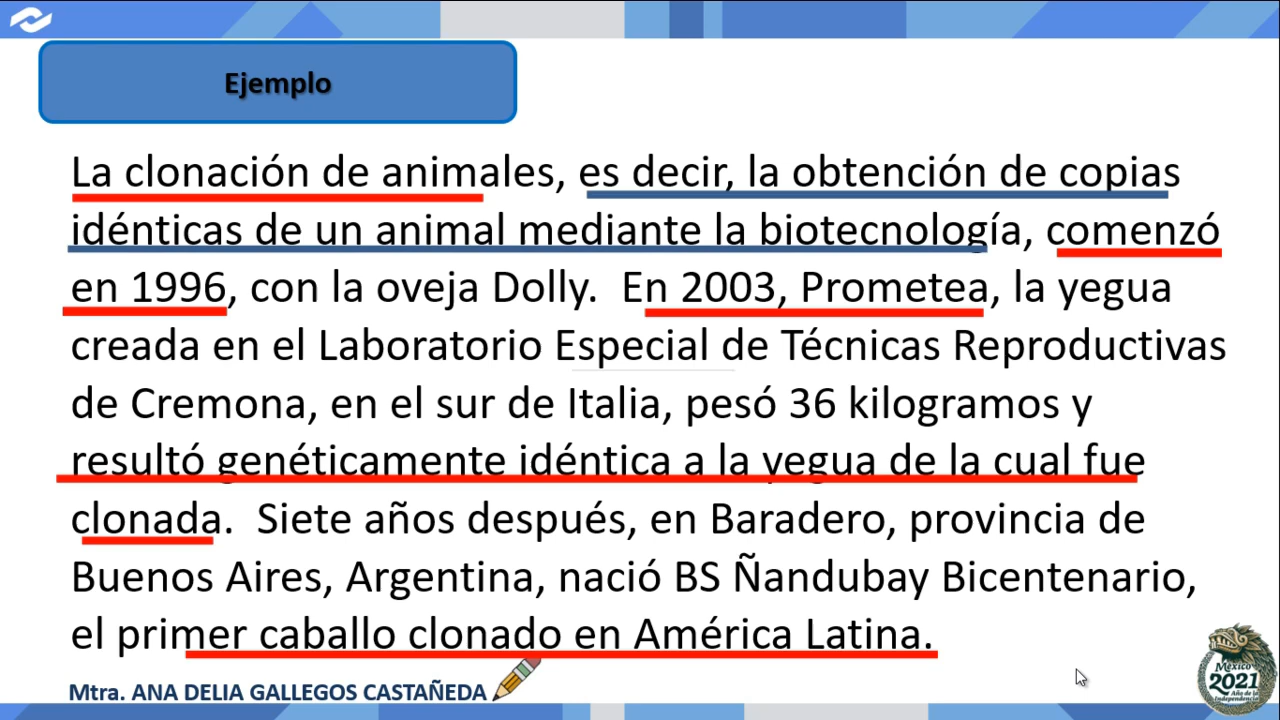 Ejemplo
La clonación de animales, es decir, la obtención de copias
idénticas de un animal mediante la biotecnología, comenzó
en 1996, con la oveja Dolly. En 2003, Prometea, la yegua
creada en el Laboratorio Especial de Técnicas Reproductivas
de Cremona, en el sur de Italia, pesó 36 kilogramos y
resultó genéticamente idéntica a la yegua de la cual fue
clonada. Siete años después, en Baradero, provincia de
Buenos Aires, Argentina, nació BS Ñandubay Bicentenario,
el primer caballo clonado en América Latina.
Mtra. ANA DELIA GALLEGOS CASTAÑEDA
México
2021
Año de la
Independencia